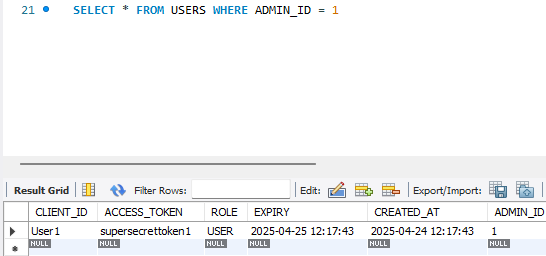 21 SELECT * FROM USERS WHERE ADMIN_ID = 1
Result Grid Filter Rows: Edit: Export/Import:
CLIENT_ID ACCESS_TOKEN ROLE EXPIRY CREATED_AT ADMIN_ID
User1 supersecrettoken1 USER 2025-04-25 12:17:43 2025-04-24 12:17:43 1
NULL NULL NULL NULL NULL NULL